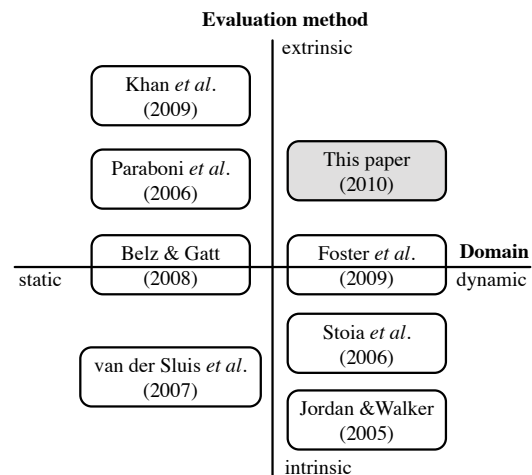 Evaluation method
extrinsic
Khan et al.
(2009)
Paraboni et al.
(2006)
This paper
(2010)
Belz & Gatt
(2008)
Foster et al.
(2009)
Domain
static
dynamic
Stoia et al.
(2006)
van der Sluis et al.
(2007)
Jordan &Walker
(2005)
intrinsic